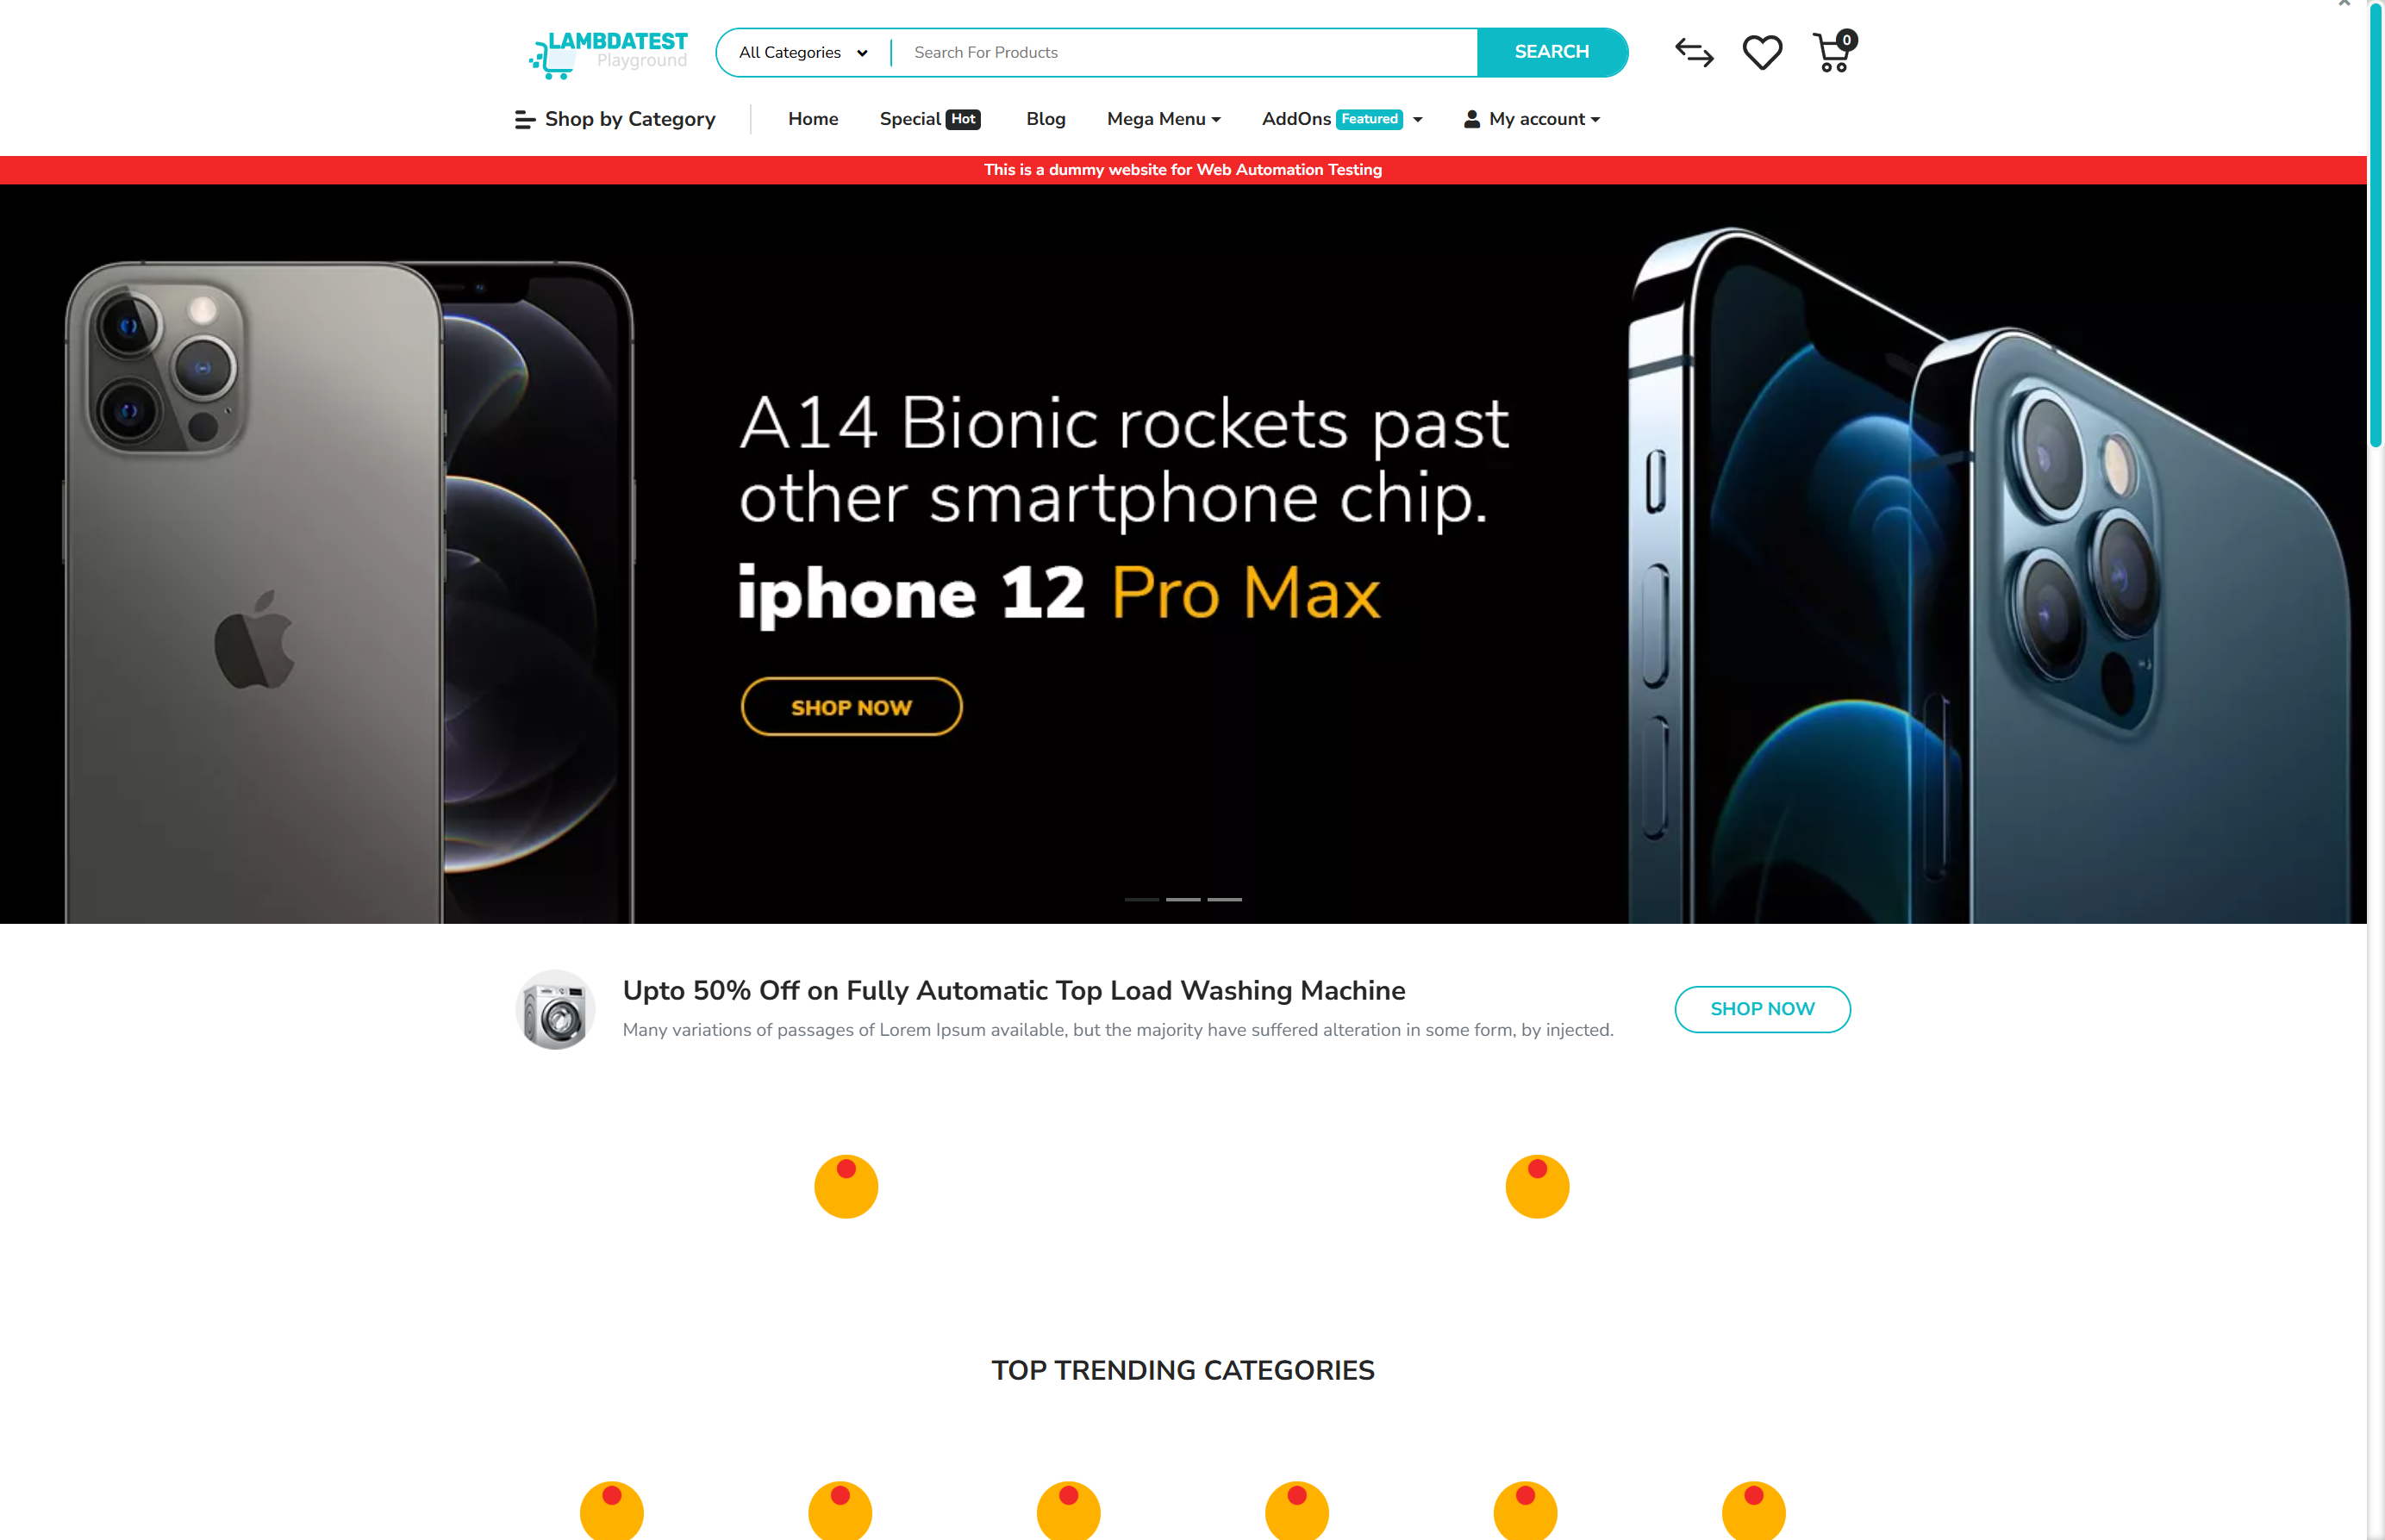 LAMBDATEST
Playground
All Categories
Search For Products
SEARCH
0
Shop by Category
Home
Special Hot
Blog
Mega Menu
AddOns Featured
My account
This is a dummy website for Web Automation Testing
A14 Bionic rockets past
other smartphone chip.
iphone 12 Pro Max
SHOP NOW
Upto 50% Off on Fully Automatic Top Load Washing Machine
Many variations of passages of Lorem Ipsum available, but the majority have suffered alteration in some form, by injected.
SHOP NOW
TOP TRENDING CATEGORIES